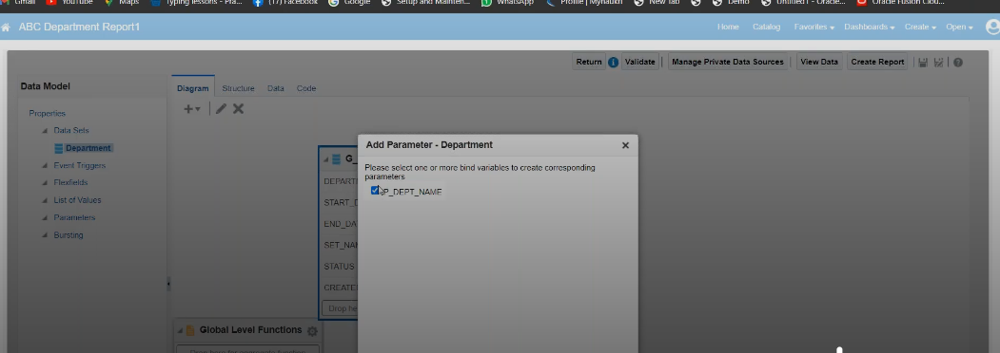 Gmail YouTube Maps Typing lessons - Pra... (17) Facebook Google Setup and Mainten... WhatsApp Profile | Mynaukri New Tab Demo Untitled1 - Oracle... Oracle Fusion Clou...
ABC Department Report1 Home Catalog Favorites Dashboards Create Open
Return Validate Manage Private Data Sources View Data Create Report
Data Model
Diagram Structure Data Code
Properties
Data Sets
Department
Event Triggers
Flexfields
List of Values
Parameters
Bursting
G_
DEPARTI
START_D
END_DA
SET_NA
STATUS
CREATE
Drop he
Global Level Functions
Add Parameter - Department
Please select one or more bind variables to create corresponding
parameters
P_DEPT_NAME